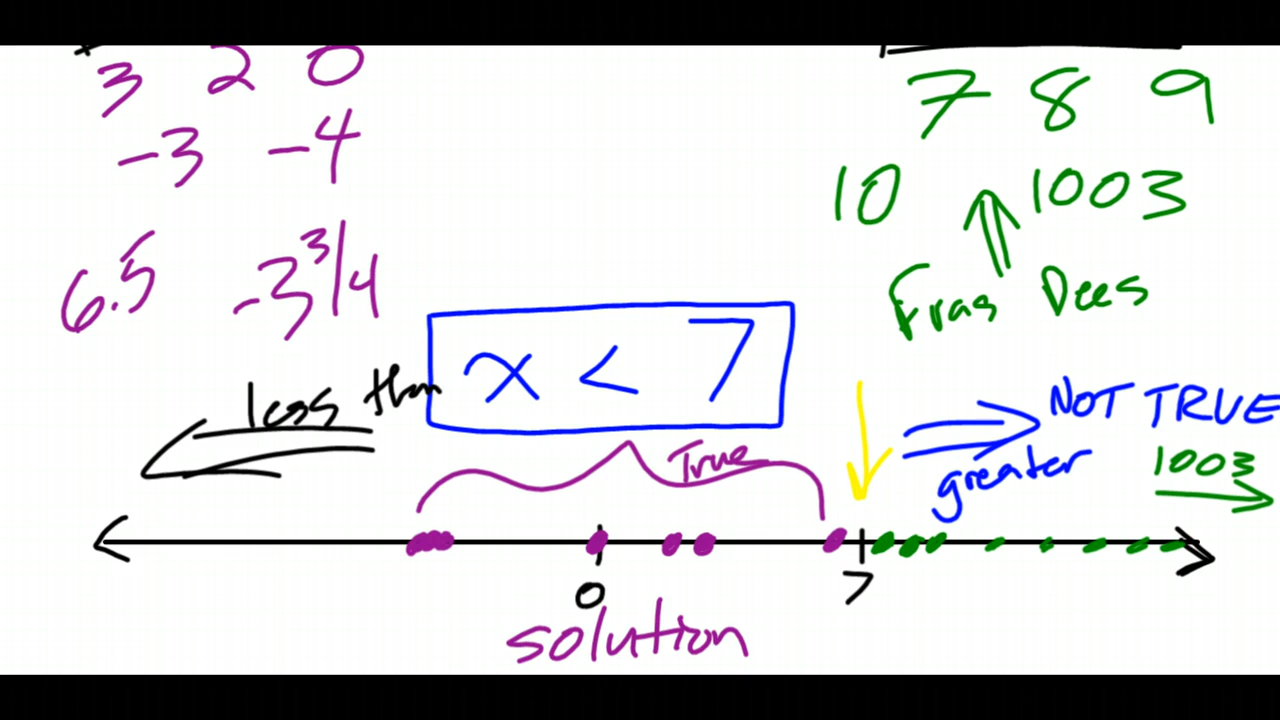 3 2 0
-3 -4
6.5 -3 3/4
7 8 9
10 1003
Eras Dees
less than
x < 7
True
NOT TRUE
greater
1003
0
7
solution